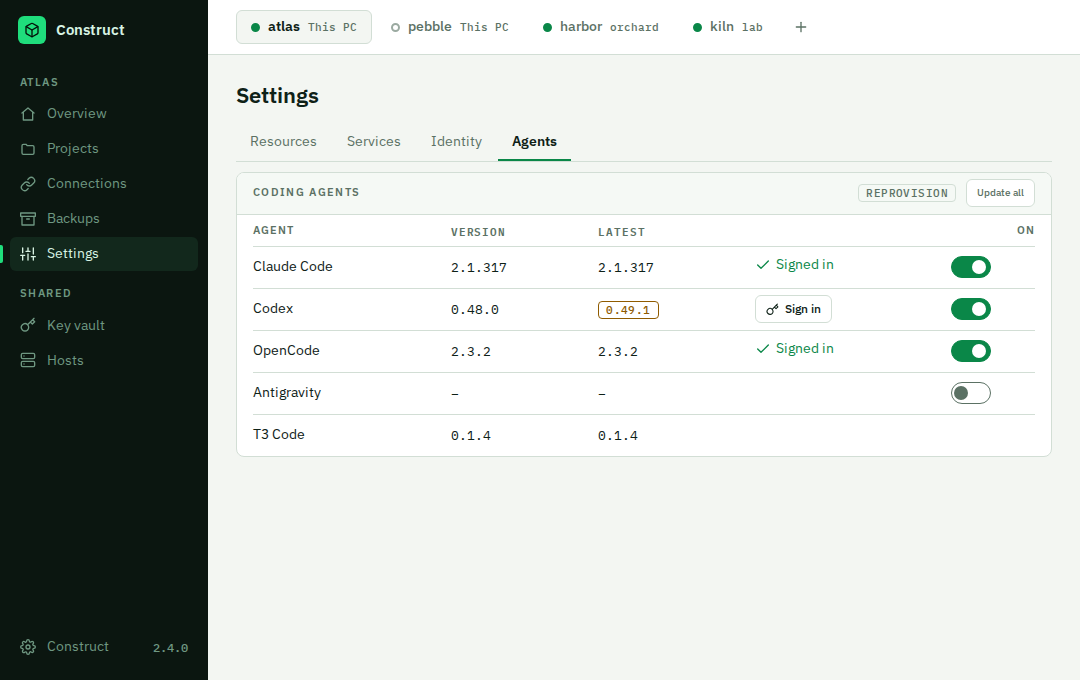 Construct
atlas This PC
pebble This PC
harbor orchard
kiln lab
ATLAS
Overview
Projects
Connections
Backups
Settings
SHARED
Key vault
Hosts
Construct 2.4.0
Settings
Resources Services Identity Agents
CODING AGENTS REPROVISION Update all
AGENT VERSION LATEST ON
Claude Code 2.1.317 2.1.317 Signed in
Codex 0.48.0 0.49.1 Sign in
OpenCode 2.3.2 2.3.2 Signed in
Antigravity – –
T3 Code 0.1.4 0.1.4